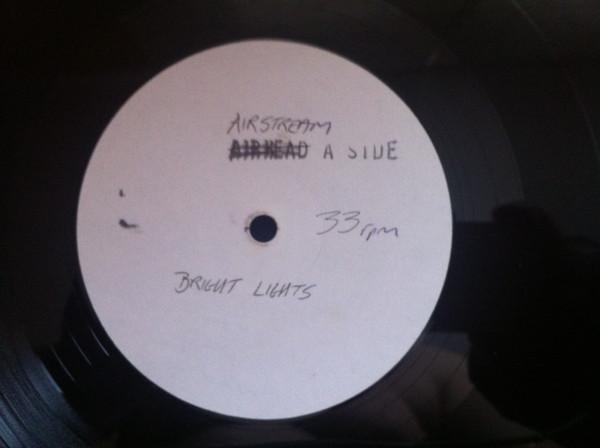 AIRSTREAM
AIRHEAD A SIDE
33rpm
BRIGHT LIGHTS